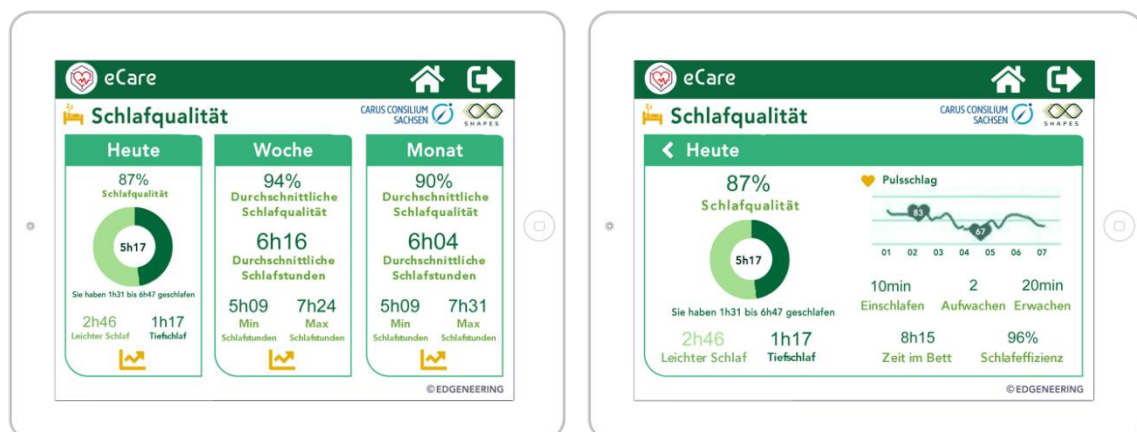 eCare
Schlafqualität
CARUS CONSILIUM
SACHSEN
SHAPES
Heute
87%
Schlafqualität
5h17
Sie haben 1h31 bis 6h47 geschlafen
2h46
Leichter Schlaf
1h17
Tiefschlaf
Woche
94%
Durchschnittliche
Schlafqualität
6h16
Durchschnittliche
Schlafstunden
5h09
Min
Schlafstunden
7h24
Max
Schlafstunden
Monat
90%
Durchschnittliche
Schlafqualität
6h04
Durchschnittliche
Schlafstunden
5h09
Min
Schlafstunden
7h31
Max
Schlafstunden
©EDGENEERING
eCare
Schlafqualität
CARUS CONSILIUM
SACHSEN
SHAPES
Heute
87%
Schlafqualität
5h17
Sie haben 1h31 bis 6h47 geschlafen
2h46
Leichter Schlaf
1h17
Tiefschlaf
Pulsschlag
83
67
01 02 03 04 05 06 07
10min
Einschlafen
2
Aufwachen
20min
Erwachen
8h15
Zeit im Bett
96%
Schlafeffizienz
©EDGENEERING